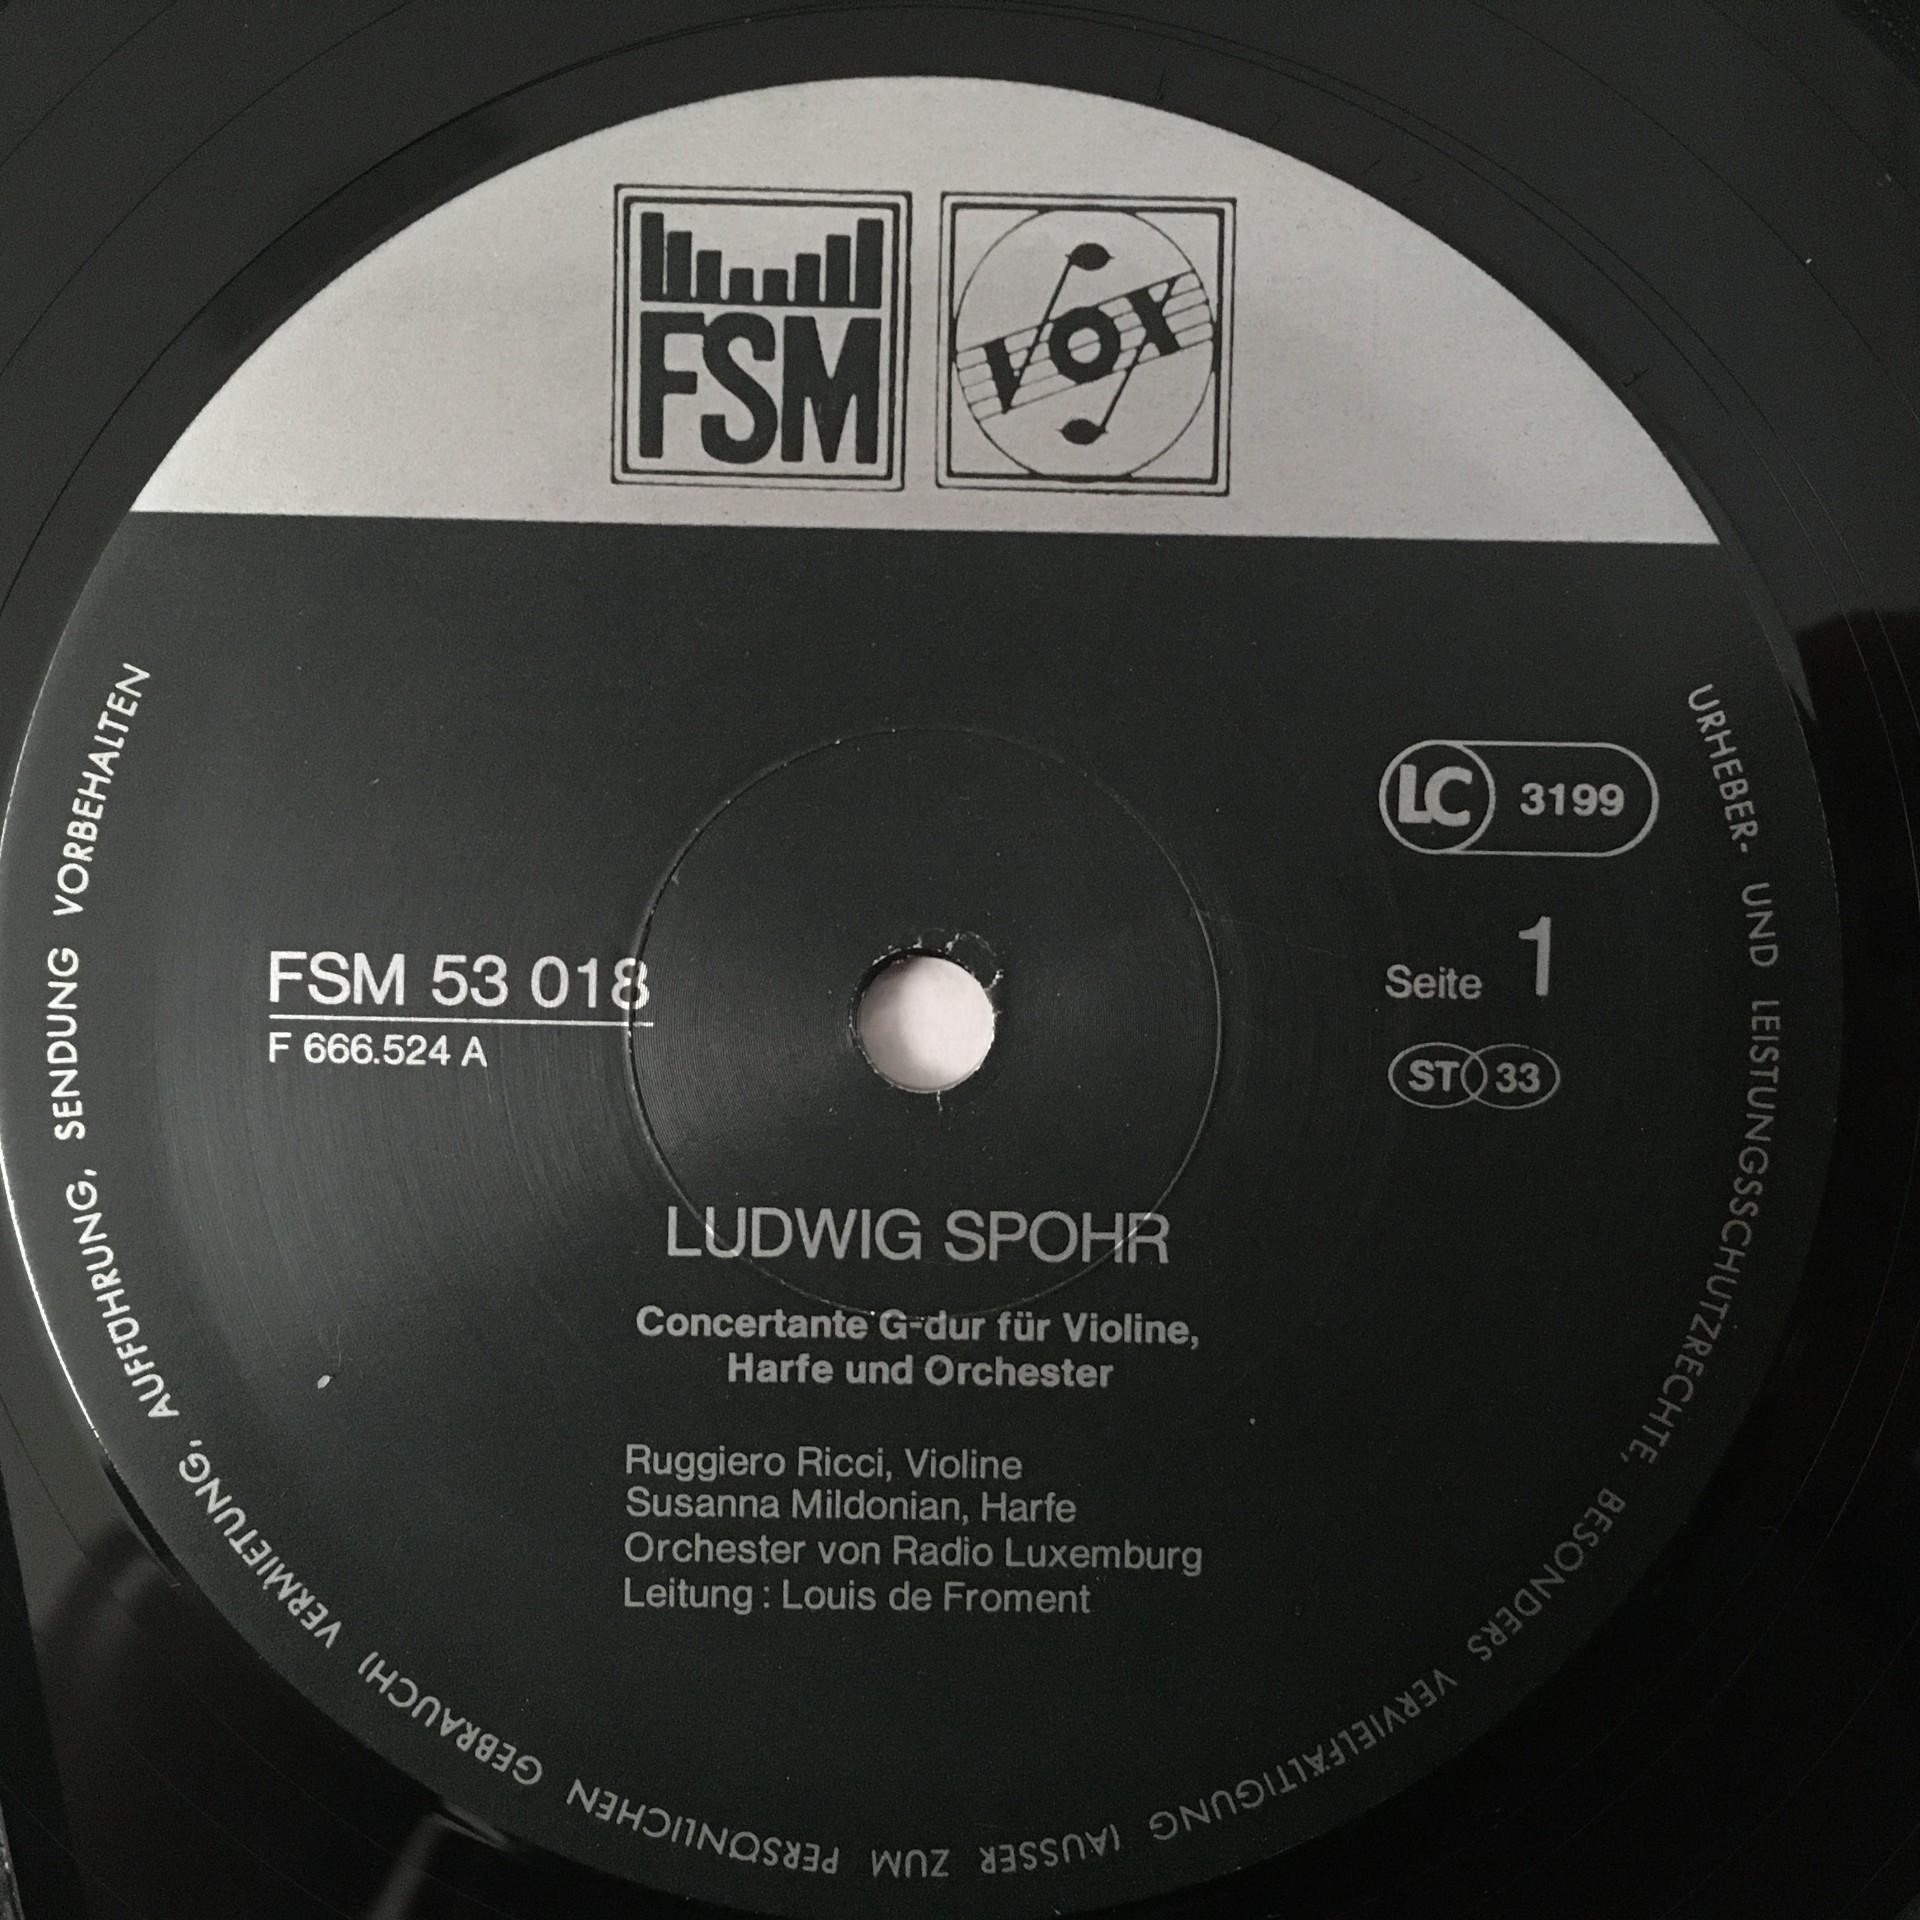 FSM
VOX
LC 3199
FSM 53 018
F 666.524 A
Seite 1
ST 33
LUDWIG SPOHR
Concertante G-dur für Violine,
Harfe und Orchester
Ruggiero Ricci, Violine
Susanna Mildonian, Harfe
Orchester von Radio Luxemburg
Leitung : Louis de Froment
URHEBER- UND LEISTUNGSSCHUTZRECHTE, BESONDERS VERVIELFÄLTIGUNG (AUSSER ZUM PERSÖNLICHEN GEBRAUCH) VERMIETUNG, AUFFÜHRUNG, SENDUNG VORBEHALTEN